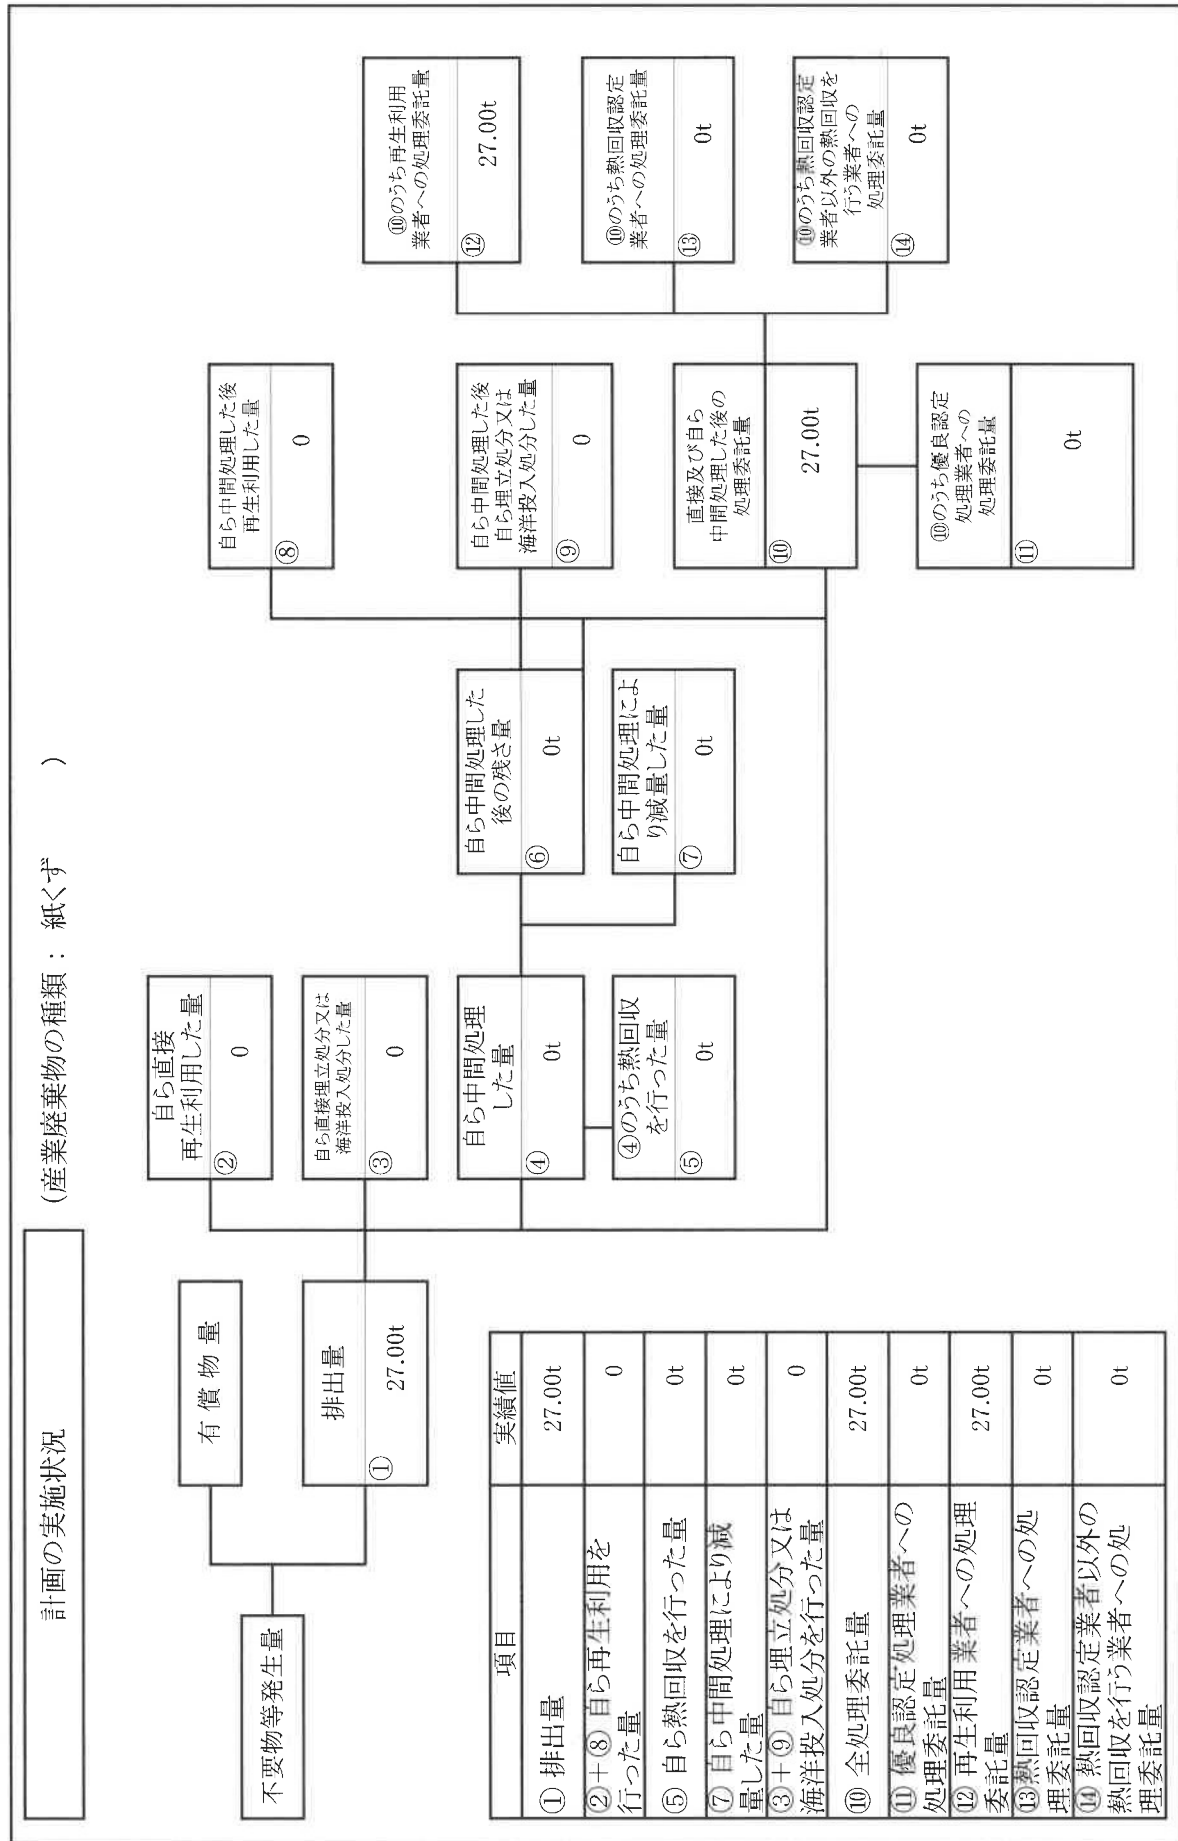 計画の実施状況
(産業廃棄物の種類： 紙くず )
不要物等発生量
有償物量
排出量
① 27.00t
自ら直接
再生利用した量
② 0
自ら直接埋立処分又は
海洋投入処分した量
③ 0
自ら中間処理
した量
④ 0t
④のうち熱回収
を行った量
⑤ 0t
自ら中間処理した
後の残さ量
⑥ 0t
自ら中間処理によ
り減量した量
⑦ 0t
自ら中間処理した後
再生利用した量
⑧ 0
自ら中間処理した後
自ら埋立処分又は
海洋投入処分した量
⑨ 0
直接及び自ら
中間処理した後の
処理委託量
⑩ 27.00t
⑩のうち優良認定
処理業者への
処理委託量
⑪ 0t
⑩のうち再生利用
業者への処理委託量
⑫ 27.00t
⑩のうち熱回収認定
業者への処理委託量
⑬ 0t
⑩のうち熱回収認定
業者以外の熱回収を
行う業者への
処理委託量
⑭ 0t
項目 実績値
① 排出量 27.00t
②＋⑧ 自ら再生利用を
行った量 0
⑤ 自ら熱回収を行った量 0t
⑦ 自ら中間処理により減
量した量 0t
③＋⑨ 自ら埋立処分又は
海洋投入処分を行った量 0
⑩ 全処理委託量 27.00t
⑪ 優良認定処理業者への
処理委託量 0t
⑫ 再生利用業者への処理
委託量 27.00t
⑬熱回収認定業者への処
理委託量 0t
⑭ 熱回収認定業者以外の
熱回収を行う業者への処
理委託量 0t